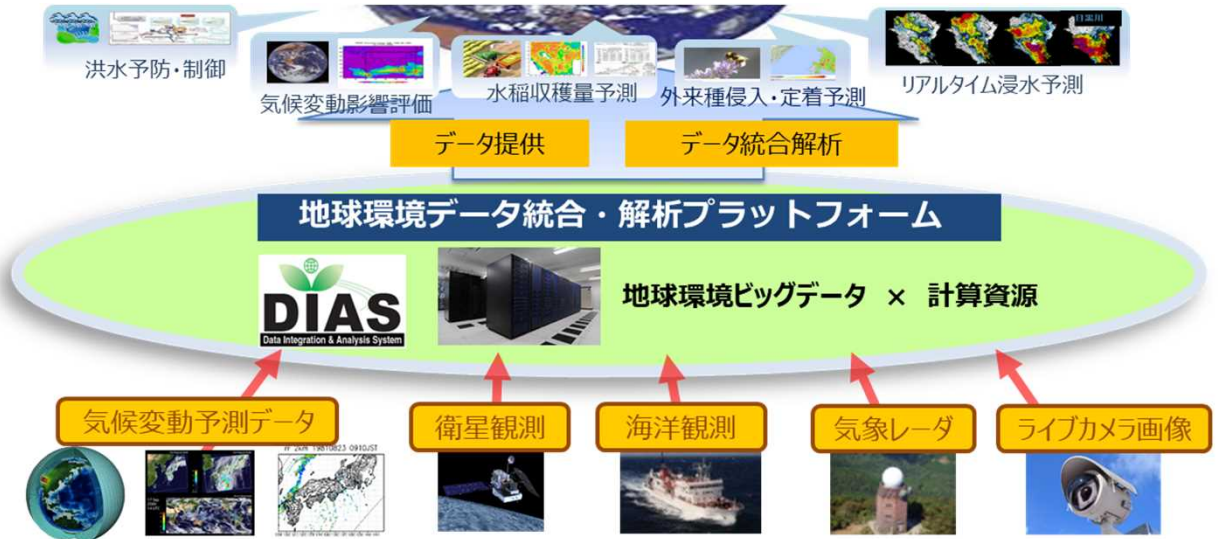 洪水予防・制御
気候変動影響評価
水稲収穫量予測
外来種侵入・定着予測
目黒川
リアルタイム浸水予測
データ提供
データ統合解析
地球環境データ統合・解析プラットフォーム
DIAS
Data Integration & Analysis System
地球環境ビッグデータ × 計算資源
気候変動予測データ
衛星観測
海洋観測
気象レーダ
ライブカメラ画像